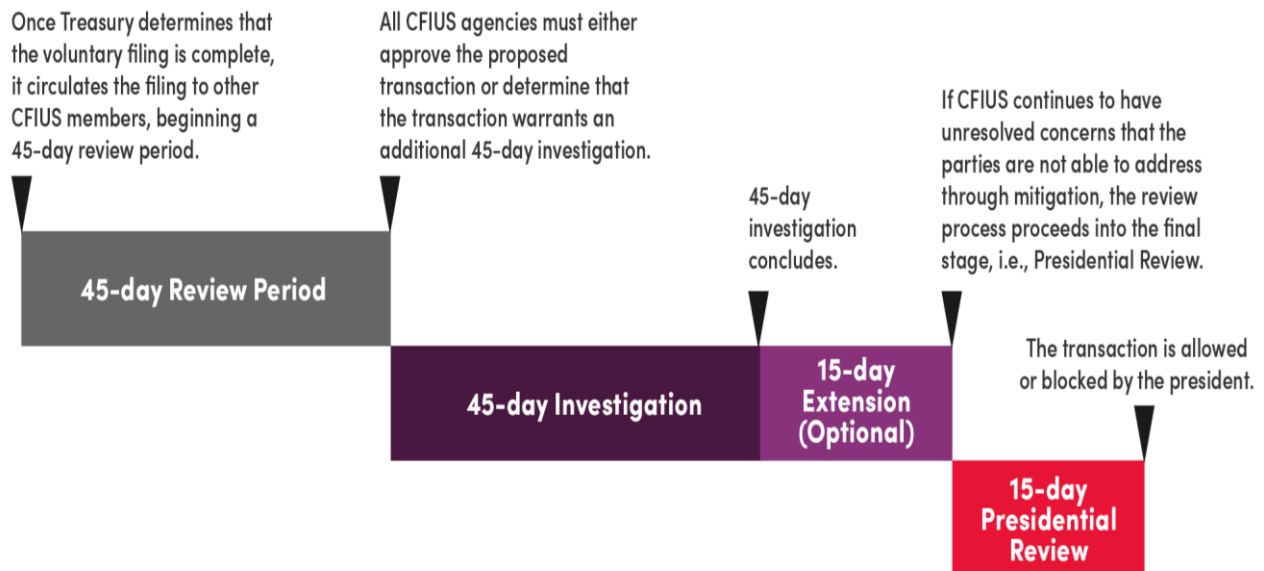 Once Treasury determines that
the voluntary filing is complete,
it circulates the filing to other
CFIUS members, beginning a
45-day review period.
All CFIUS agencies must either
approve the proposed
transaction or determine that
the transaction warrants an
additional 45-day investigation.
45-day
investigation
concludes.
If CFIUS continues to have
unresolved concerns that the
parties are not able to address
through mitigation, the review
process proceeds into the final
stage, i.e., Presidential Review.
The transaction is allowed
or blocked by the president.
45-day Review Period
45-day Investigation
15-day
Extension
(Optional)
15-day
Presidential
Review